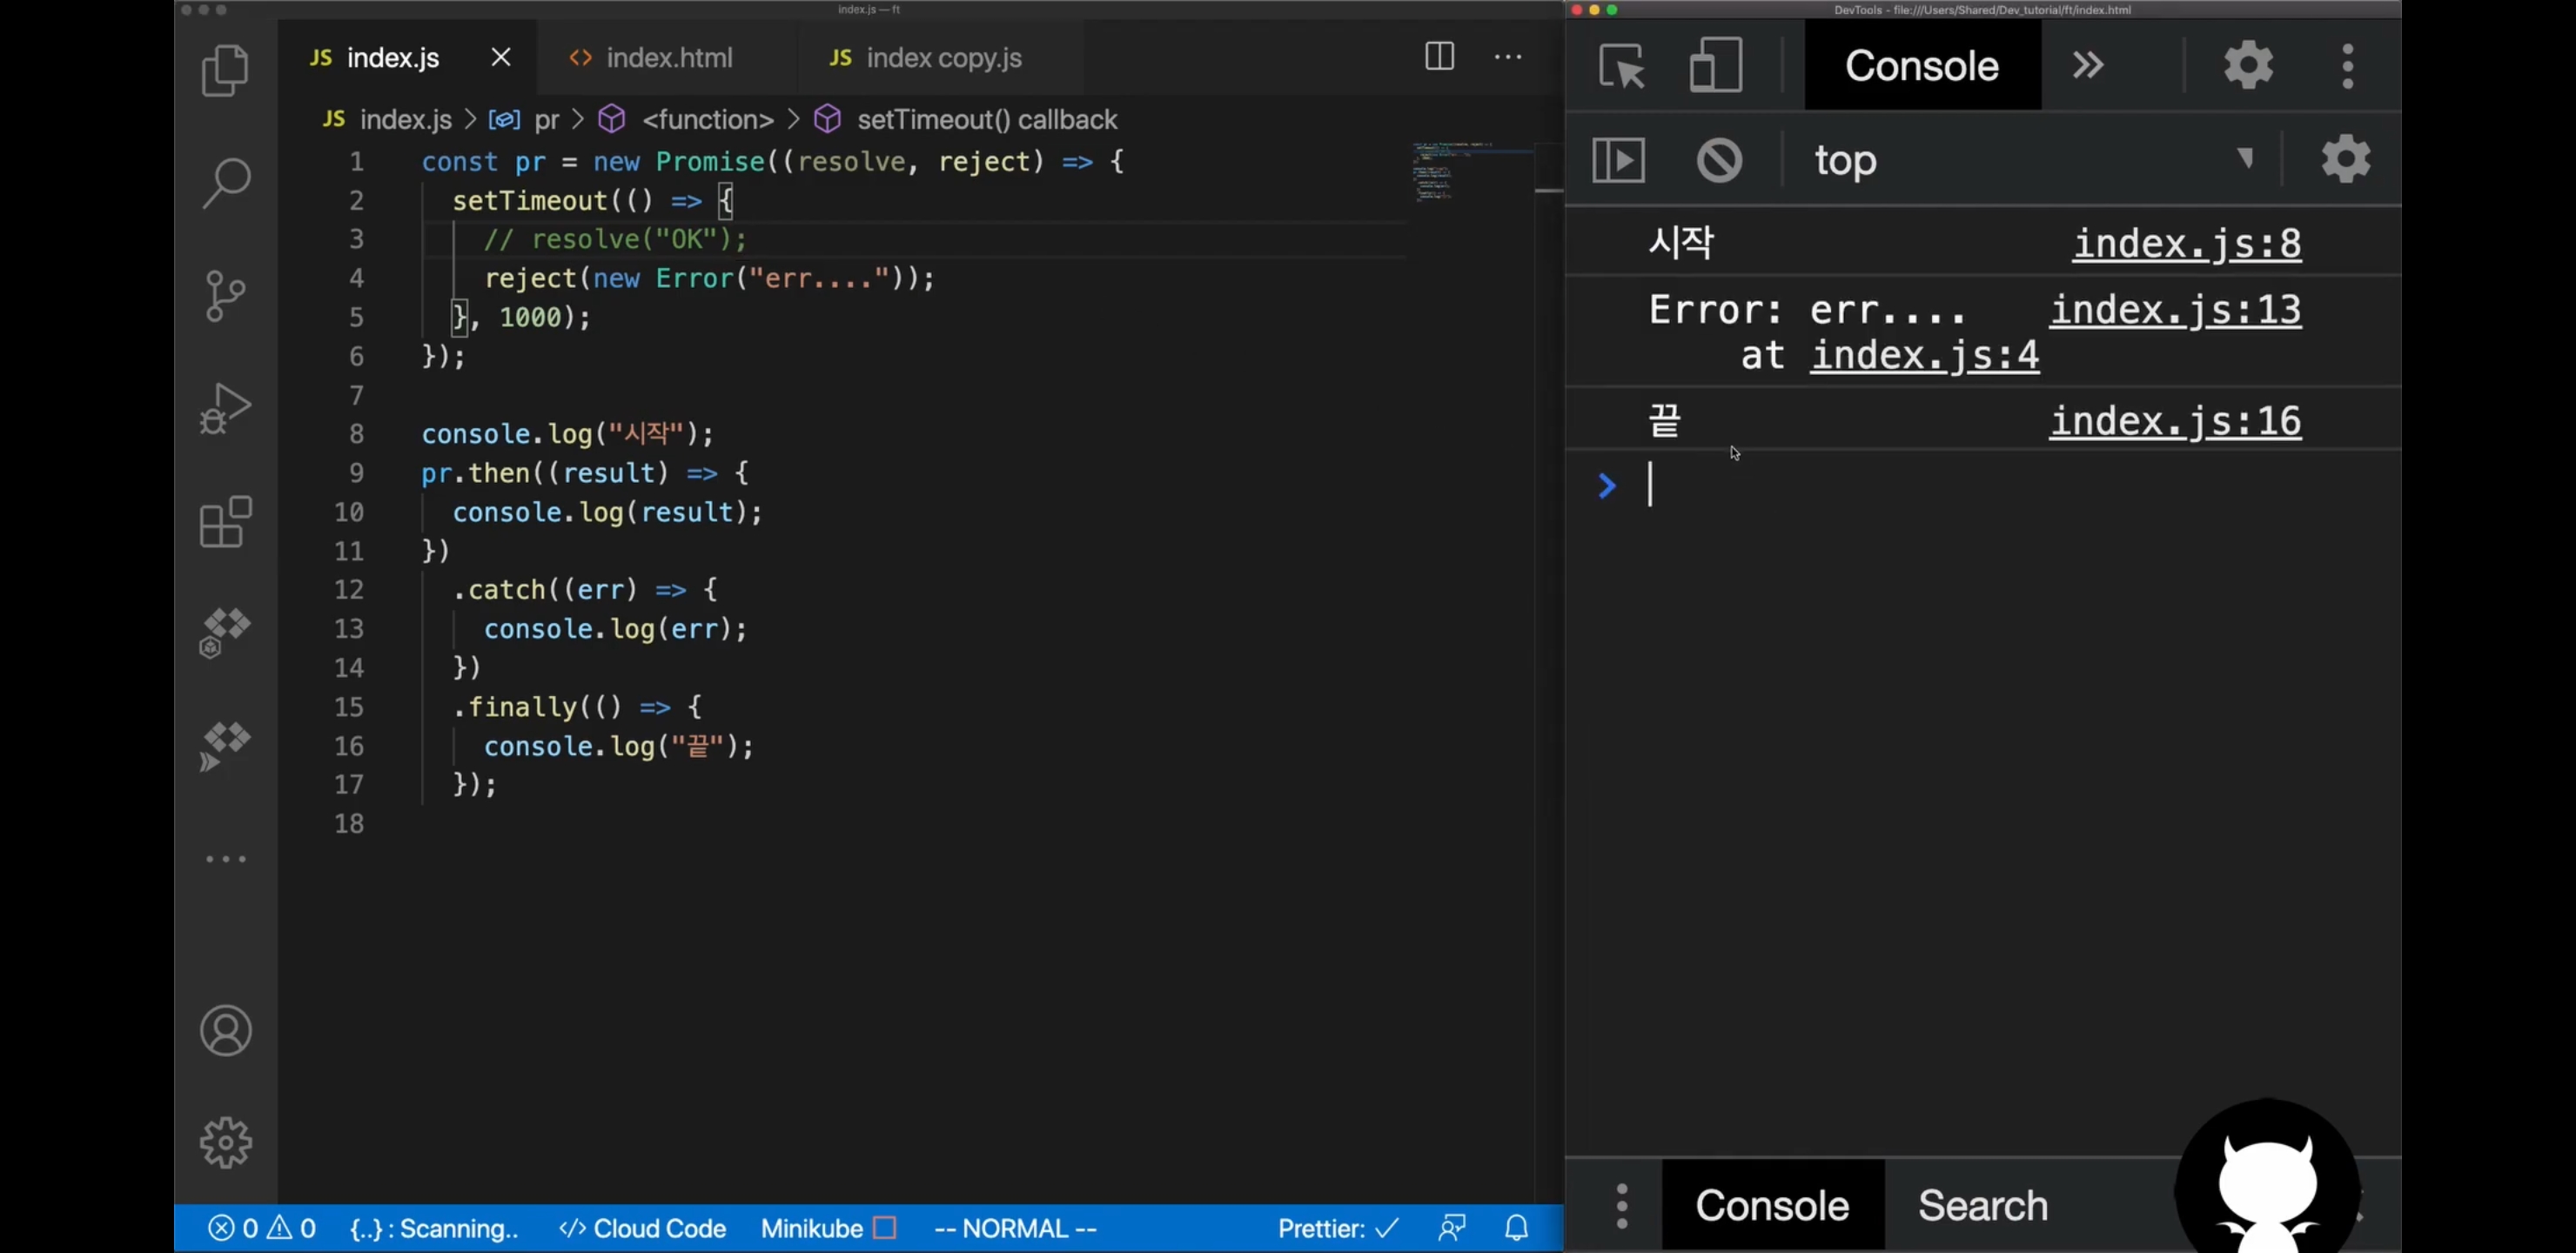 index.js — ft
JS index.js
<> index.html
JS index copy.js
JS index.js > pr > <function> > setTimeout() callback
1 const pr = new Promise((resolve, reject) => {
2 setTimeout(() => {
3 // resolve("OK");
4 reject(new Error("err...."));
5 }, 1000);
6 });
7
8 console.log("시작");
9 pr.then((result) => {
10 console.log(result);
11 })
12 .catch((err) => {
13 console.log(err);
14 })
15 .finally(() => {
16 console.log("끝");
17 });
18
0 0 {..} : Scanning.. </> Cloud Code Minikube -- NORMAL -- Prettier: ✓
DevTools - file:///Users/Shared/Dev_tutorial/ft/index.html
Console
top
시작 index.js:8
Error: err.... index.js:13
at index.js:4
끝 index.js:16
Console Search